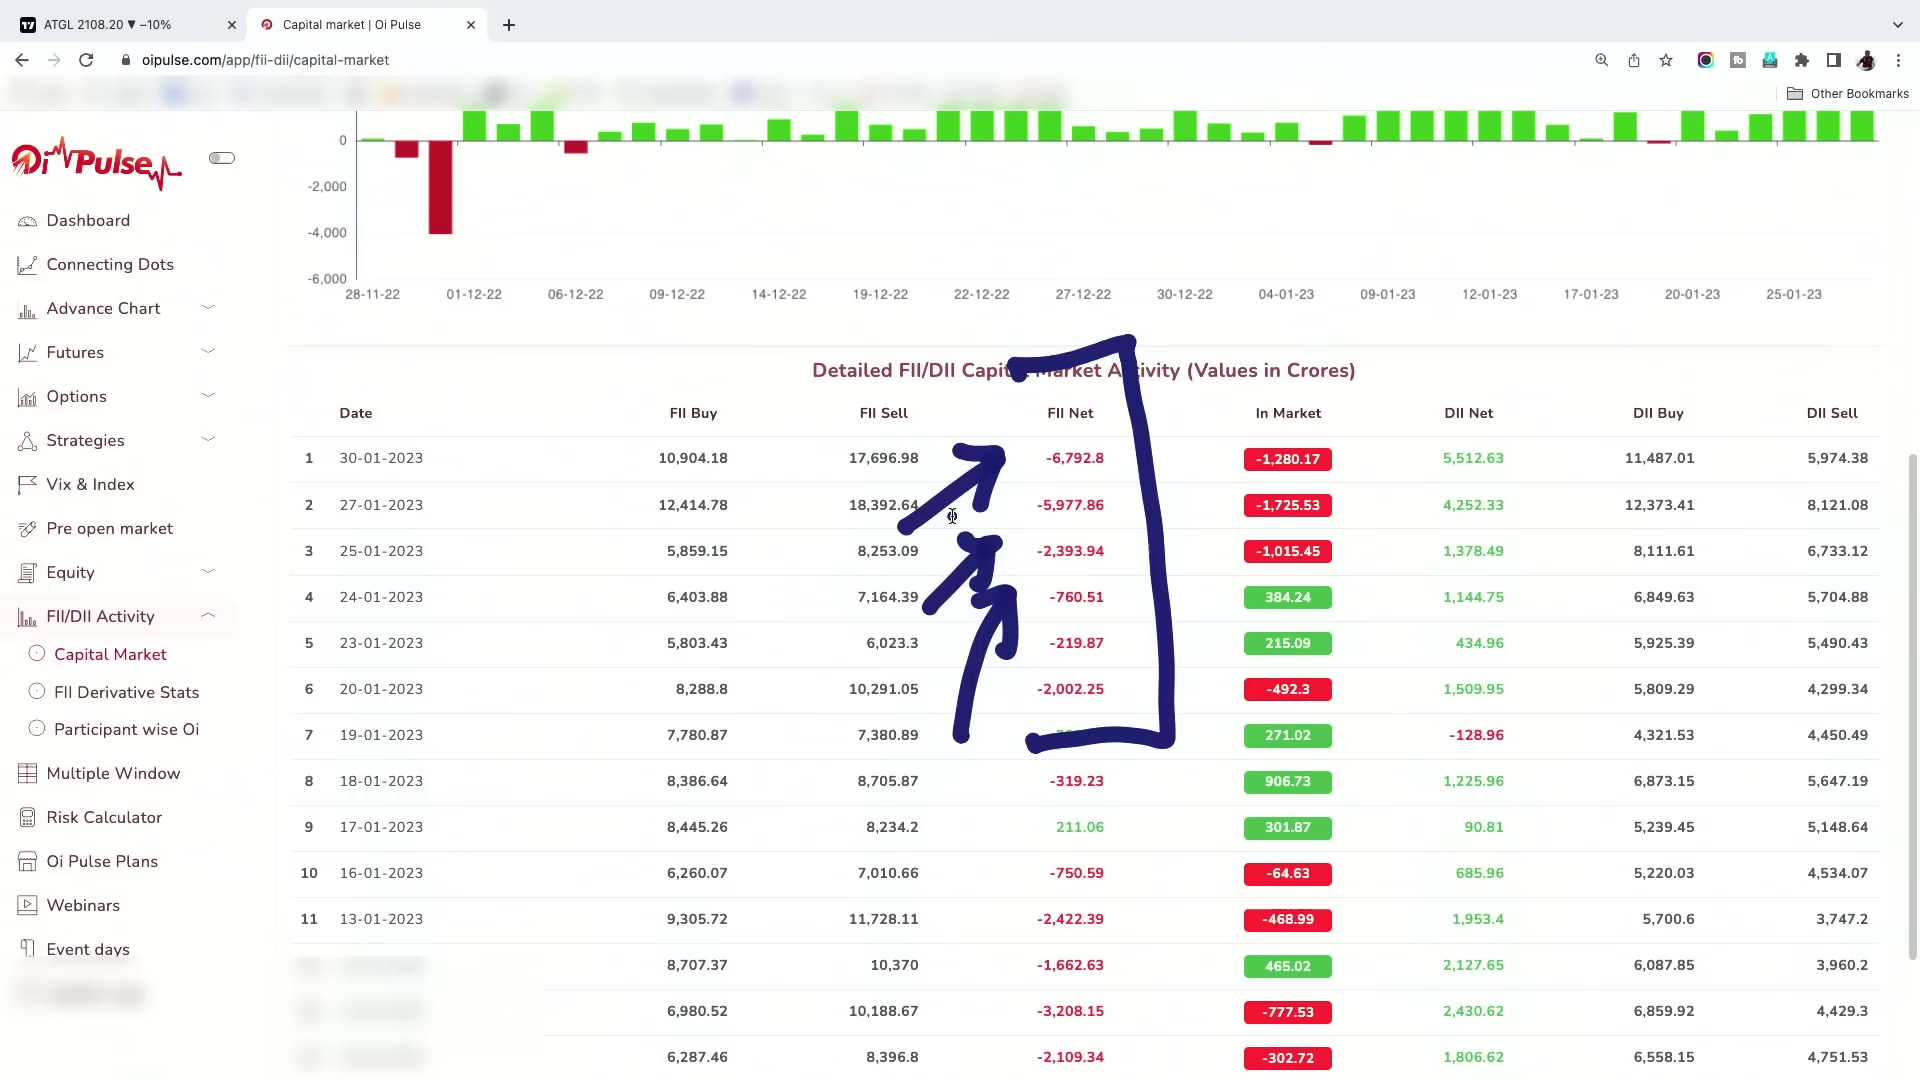 ATGL 2108.20 ▼ −10%
Capital market | Oi Pulse
oipulse.com/app/fii-dii/capital-market
Other Bookmarks
Oi Pulse
Dashboard
Connecting Dots
Advance Chart
Futures
Options
Strategies
Vix & Index
Pre open market
Equity
FII/DII Activity
Capital Market
FII Derivative Stats
Participant wise Oi
Multiple Window
Risk Calculator
Oi Pulse Plans
Webinars
Event days
0
-2,000
-4,000
-6,000
28-11-22 01-12-22 06-12-22 09-12-22 14-12-22 19-12-22 22-12-22 27-12-22 30-12-22 04-01-23 09-01-23 12-01-23 17-01-23 20-01-23 25-01-23
Detailed FII/DII Capital Market Activity (Values in Crores)
Date FII Buy FII Sell FII Net In Market DII Net DII Buy DII Sell
1 30-01-2023 10,904.18 17,696.98 -6,792.8 -1,280.17 5,512.63 11,487.01 5,974.38
2 27-01-2023 12,414.78 18,392.64 -5,977.86 -1,725.53 4,252.33 12,373.41 8,121.08
3 25-01-2023 5,859.15 8,253.09 -2,393.94 -1,015.45 1,378.49 8,111.61 6,733.12
4 24-01-2023 6,403.88 7,164.39 -760.51 384.24 1,144.75 6,849.63 5,704.88
5 23-01-2023 5,803.43 6,023.3 -219.87 215.09 434.96 5,925.39 5,490.43
6 20-01-2023 8,288.8 10,291.05 -2,002.25 -492.3 1,509.95 5,809.29 4,299.34
7 19-01-2023 7,780.87 7,380.89 271.02 -128.96 4,321.53 4,450.49
8 18-01-2023 8,386.64 8,705.87 -319.23 906.73 1,225.96 6,873.15 5,647.19
9 17-01-2023 8,445.26 8,234.2 211.06 301.87 90.81 5,239.45 5,148.64
10 16-01-2023 6,260.07 7,010.66 -750.59 -64.63 685.96 5,220.03 4,534.07
11 13-01-2023 9,305.72 11,728.11 -2,422.39 -468.99 1,953.4 5,700.6 3,747.2
8,707.37 10,370 -1,662.63 465.02 2,127.65 6,087.85 3,960.2
6,980.52 10,188.67 -3,208.15 -777.53 2,430.62 6,859.92 4,429.3
6,287.46 8,396.8 -2,109.34 -302.72 1,806.62 6,558.15 4,751.53